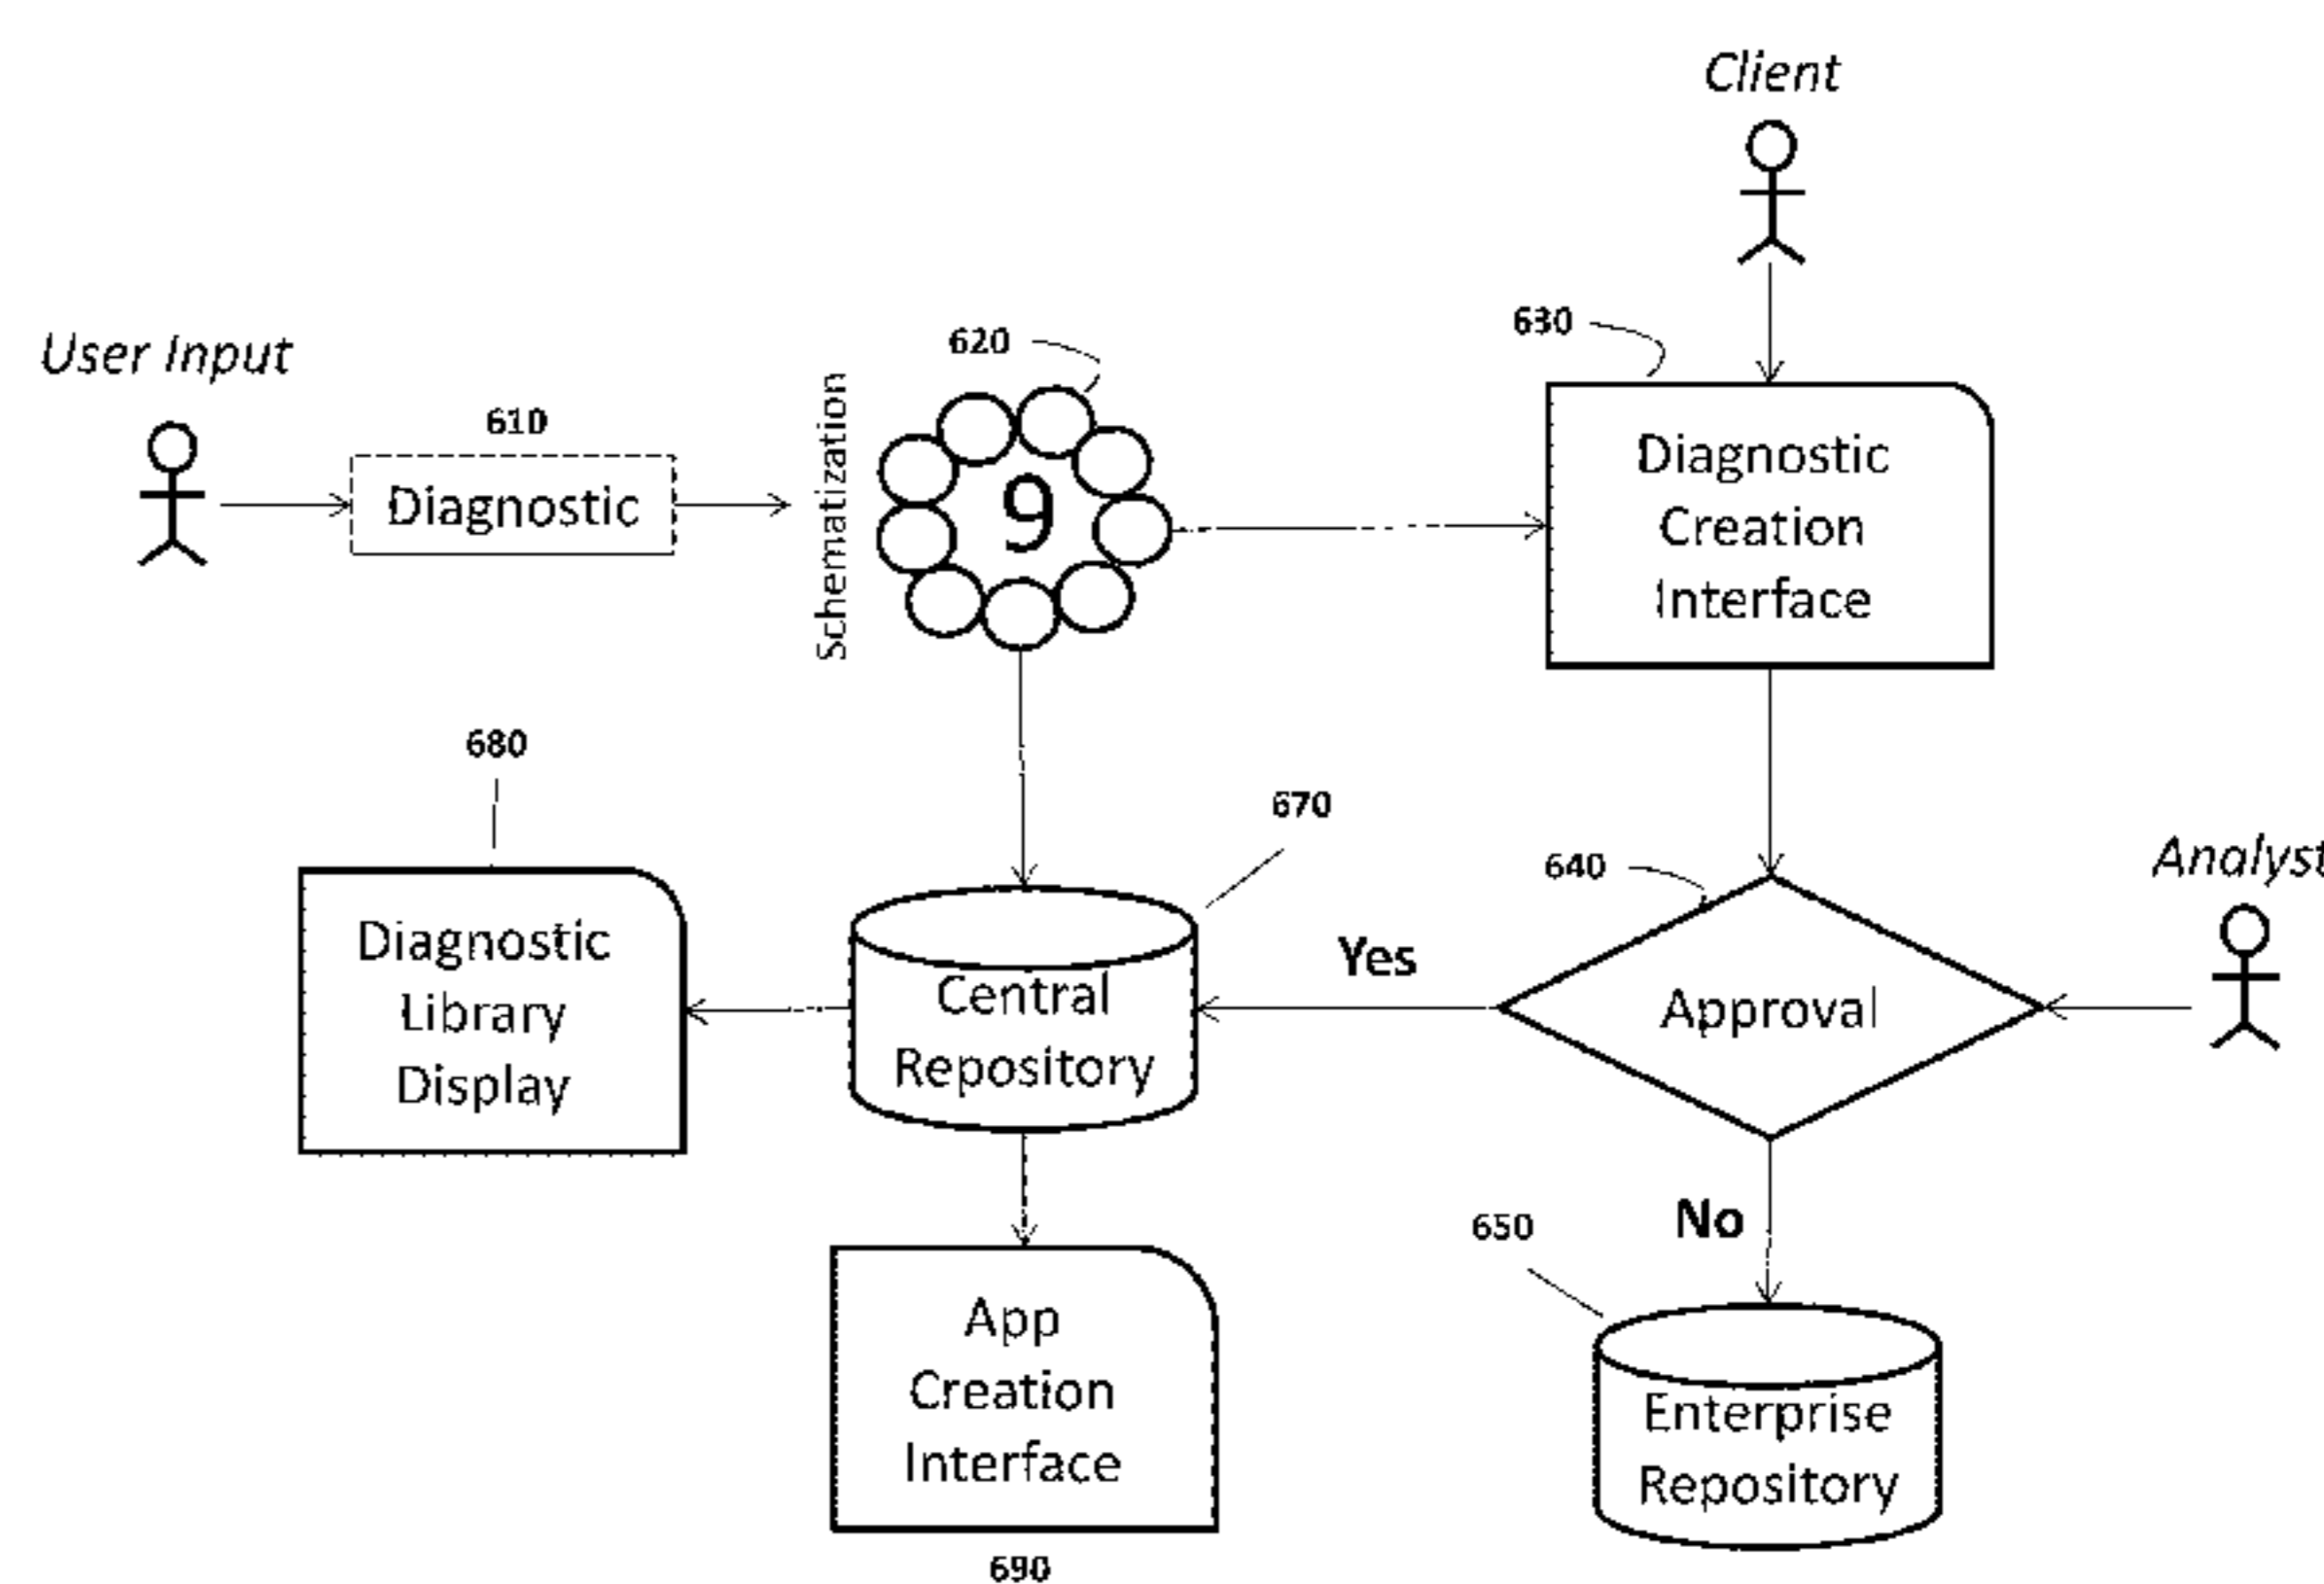 Client
630
620
User Input
610
Schematization
Diagnostic
9
Diagnostic
Creation
Interface
680
670
640
Analyst
Diagnostic
Library
Display
Central
Repository
Yes
Approval
App
Creation
Interface
650
No
Enterprise
Repository
690